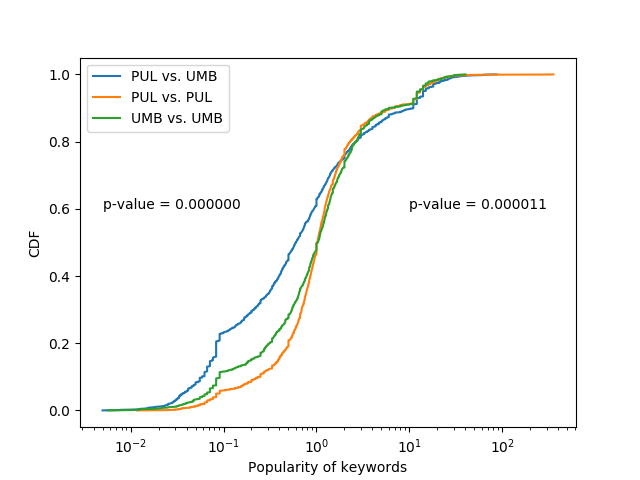 PUL vs. UMB
PUL vs. PUL
UMB vs. UMB
p-value = 0.000000
p-value = 0.000011
CDF
1.0
0.8
0.6
0.4
0.2
0.0
10⁻² 10⁻¹ 10⁰ 10¹ 10²
Popularity of keywords